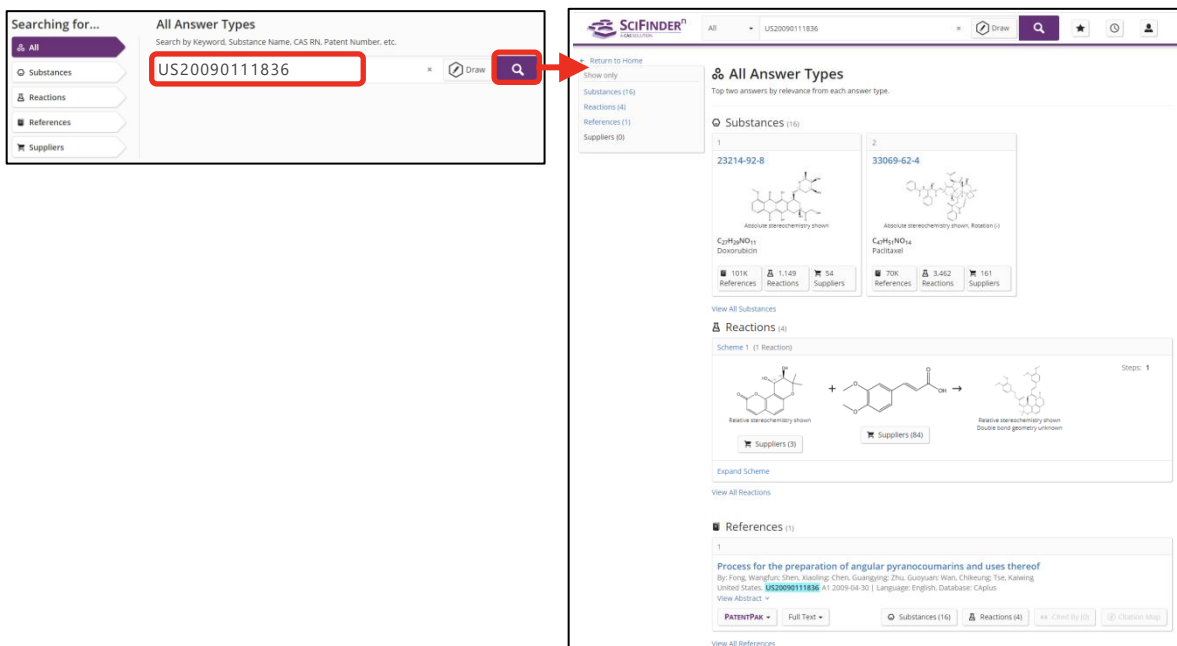 Searching for...
All
Substances
Reactions
References
Suppliers
All Answer Types
Search by Keyword, Substance Name, CAS RN, Patent Number, etc.
US20090111836 × Draw
SCIFINDERⁿ
A CAS SOLUTION
All US20090111836 × Draw
Return to Home
Show only
Substances (16)
Reactions (4)
References (1)
Suppliers (0)
All Answer Types
Top two answers by relevance from each answer type.
Substances (16)
1
23214-92-8
Absolute stereochemistry shown
C₂₇H₂₉NO₁₁
Doxorubicin
101K References
1,149 Reactions
54 Suppliers
2
33069-62-4
Absolute stereochemistry shown, Rotation (-)
C₄₇H₅₁NO₁₄
Paclitaxel
70K References
3,462 Reactions
161 Suppliers
View All Substances
Reactions (4)
Scheme 1 (1 Reaction)
Steps: 1
Relative stereochemistry shown
Suppliers (3)
+
Suppliers (84)
→
Relative stereochemistry shown
Double bond geometry unknown
Expand Scheme
View All Reactions
References (1)
1
Process for the preparation of angular pyranocoumarins and uses thereof
By: Fong, Wangfun; Shen, Xiaoling; Chen, Guangying; Zhu, Guoyuan; Wan, Chikeung; Tse, Kaiwing
United States, US20090111836 A1 2009-04-30 | Language: English, Database: CAplus
View Abstract
PATENTPAK Full Text Substances (16) Reactions (4) Cited By (0) Citation Map
View All References